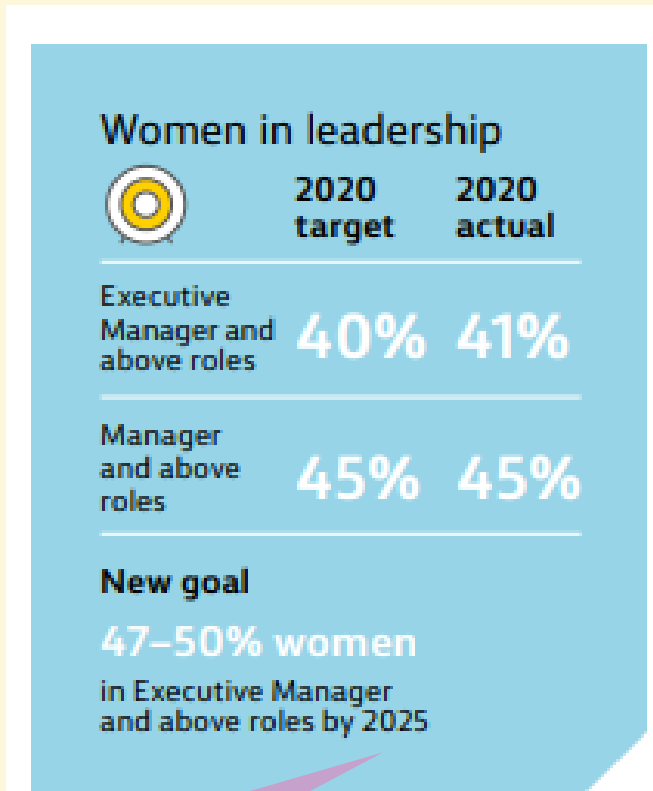 Women in leadership
2020 target
2020 actual
Executive
Manager and
above roles
40% 41%
Manager
and above
roles
45% 45%
New goal
47–50% women
in Executive Manager
and above roles by 2025